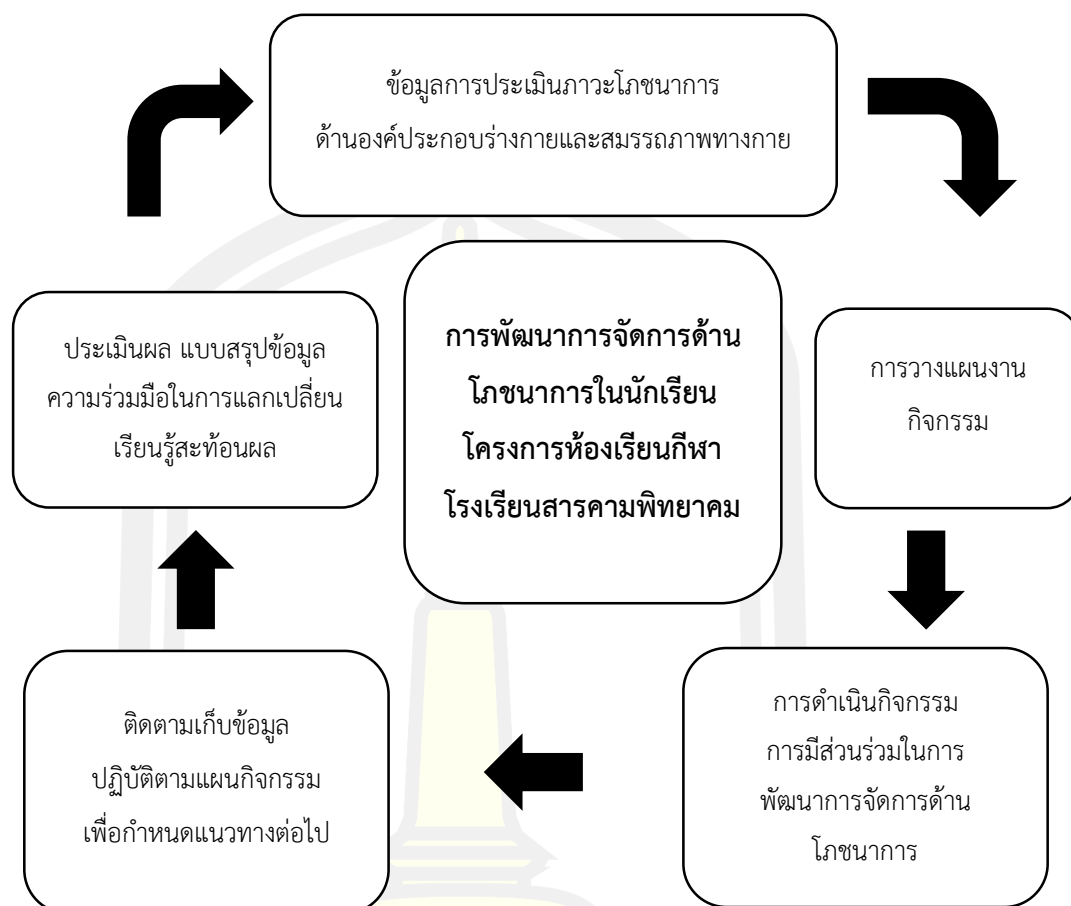 ข้อมูลการประเมินภาวะโภชนาการ
ด้านองค์ประกอบร่างกายและสมรรถภาพทางกาย
การพัฒนาการจัดการด้าน
โภชนาการในนักเรียน
โครงการห้องเรียนกีฬา
โรงเรียนสารคามพิทยาคม
การวางแผนงาน
กิจกรรม
การดำเนินกิจกรรม
การมีส่วนร่วมในการ
พัฒนาการจัดการด้าน
โภชนาการ
ติดตามเก็บข้อมูล
ปฏิบัติตามแผนกิจกรรม
เพื่อกำหนดแนวทางต่อไป
ประเมินผล แบบสรุปข้อมูล
ความร่วมมือในการแลกเปลี่ยน
เรียนรู้สะท้อนผล